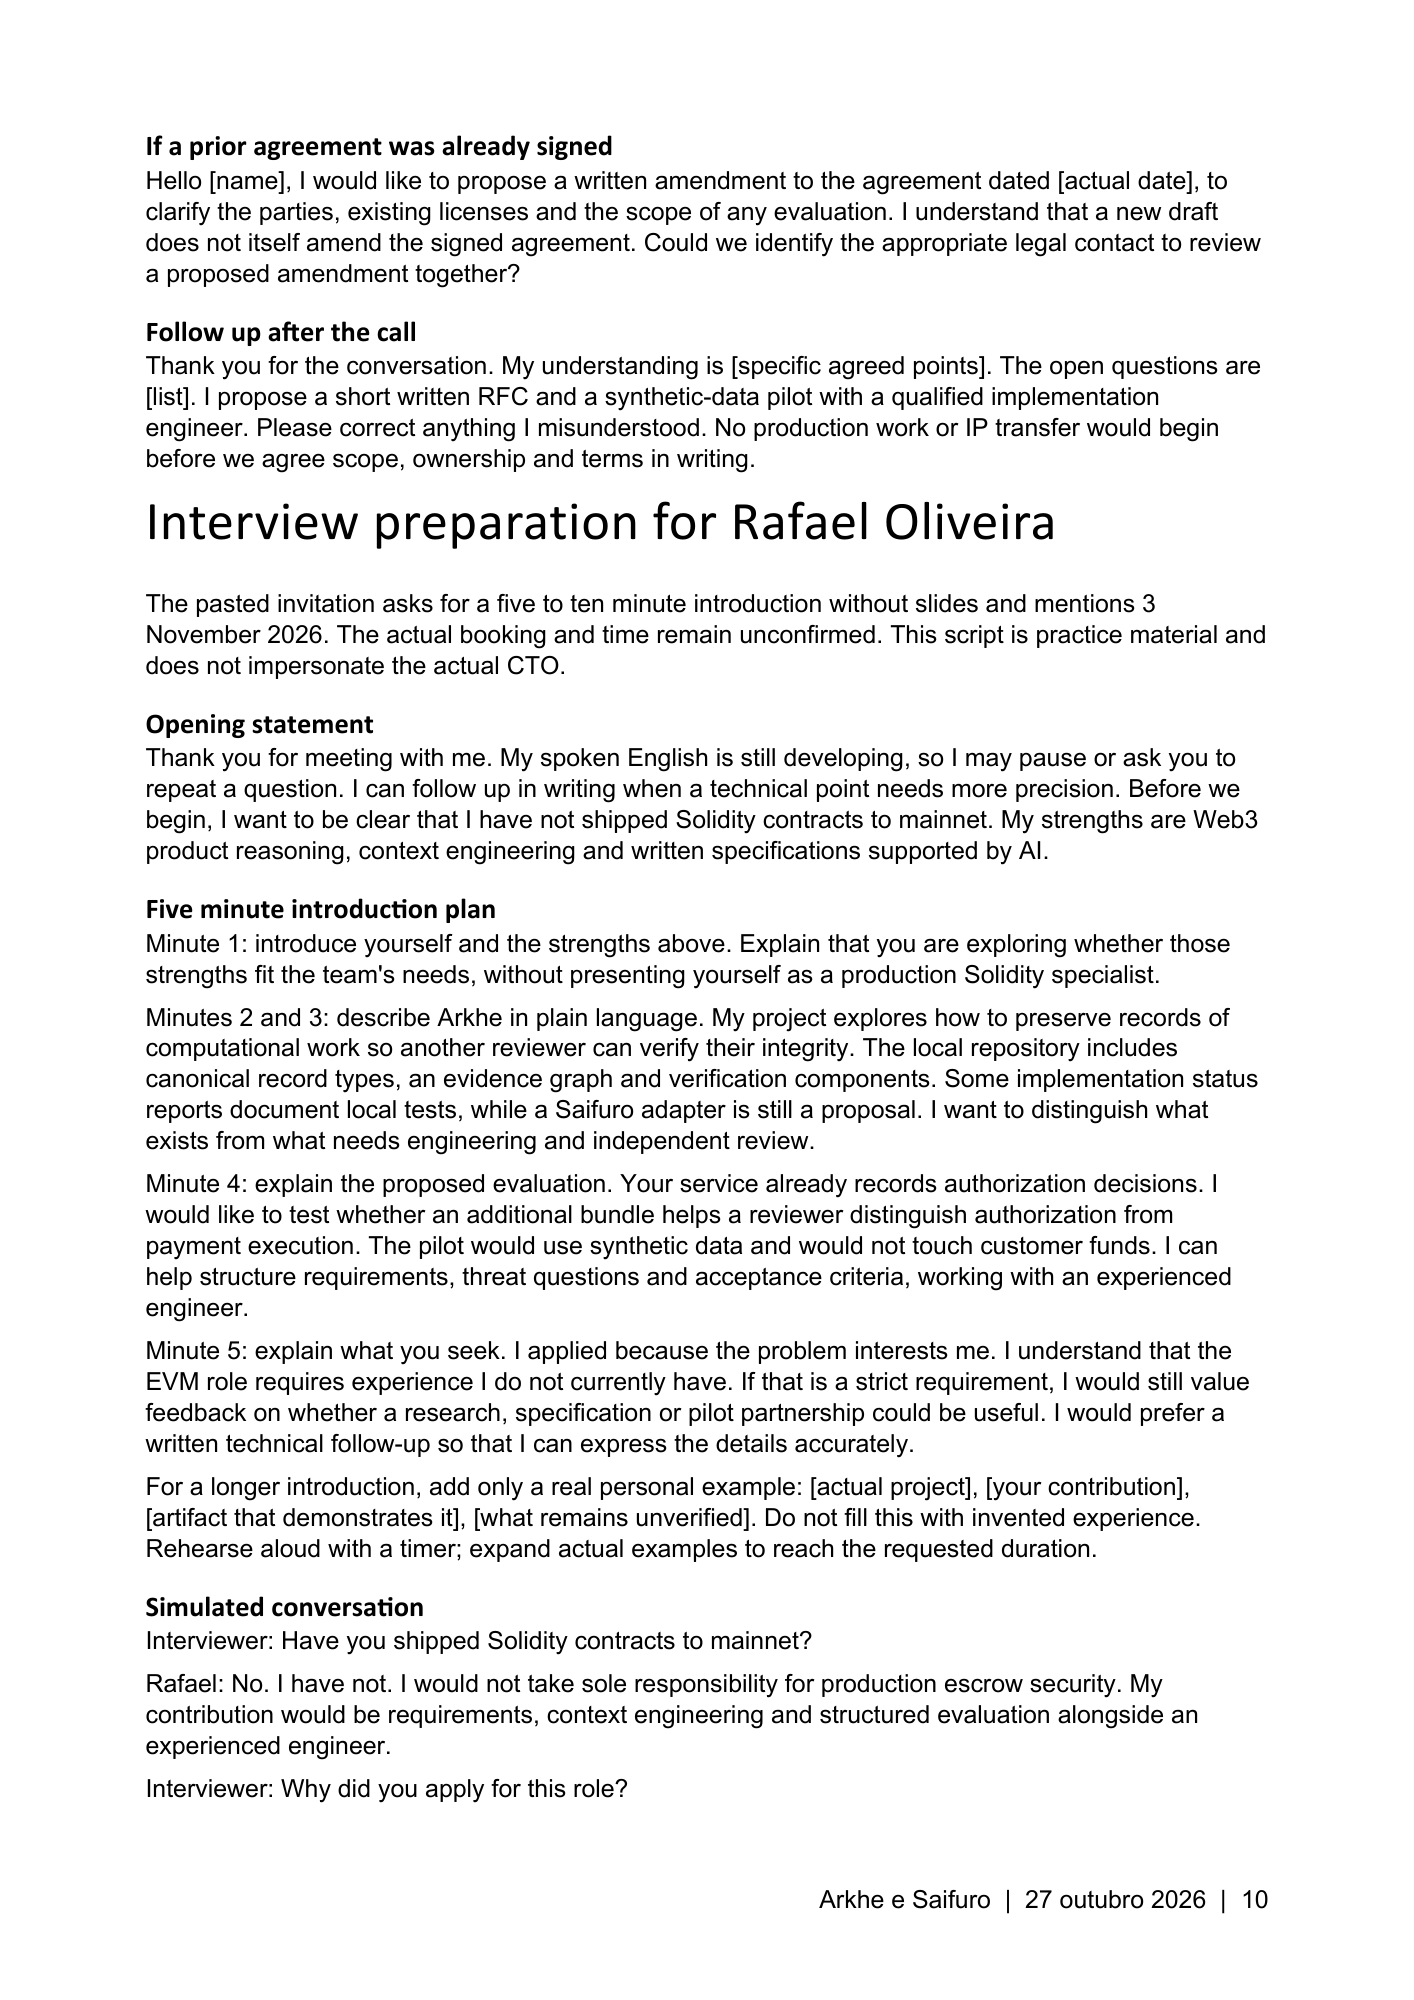 If a prior agreement was already signed
Hello [name], I would like to propose a written amendment to the agreement dated [actual date], to
clarify the parties, existing licenses and the scope of any evaluation. I understand that a new draft
does not itself amend the signed agreement. Could we identify the appropriate legal contact to review
a proposed amendment together?
Follow up after the call
Thank you for the conversation. My understanding is [specific agreed points]. The open questions are
[list]. I propose a short written RFC and a synthetic-data pilot with a qualified implementation
engineer. Please correct anything I misunderstood. No production work or IP transfer would begin
before we agree scope, ownership and terms in writing.
Interview preparation for Rafael Oliveira
The pasted invitation asks for a five to ten minute introduction without slides and mentions 3
November 2026. The actual booking and time remain unconfirmed. This script is practice material and
does not impersonate the actual CTO.
Opening statement
Thank you for meeting with me. My spoken English is still developing, so I may pause or ask you to
repeat a question. I can follow up in writing when a technical point needs more precision. Before we
begin, I want to be clear that I have not shipped Solidity contracts to mainnet. My strengths are Web3
product reasoning, context engineering and written specifications supported by AI.
Five minute introduction plan
Minute 1: introduce yourself and the strengths above. Explain that you are exploring whether those
strengths fit the team's needs, without presenting yourself as a production Solidity specialist.
Minutes 2 and 3: describe Arkhe in plain language. My project explores how to preserve records of
computational work so another reviewer can verify their integrity. The local repository includes
canonical record types, an evidence graph and verification components. Some implementation status
reports document local tests, while a Saifuro adapter is still a proposal. I want to distinguish what
exists from what needs engineering and independent review.
Minute 4: explain the proposed evaluation. Your service already records authorization decisions. I
would like to test whether an additional bundle helps a reviewer distinguish authorization from
payment execution. The pilot would use synthetic data and would not touch customer funds. I can
help structure requirements, threat questions and acceptance criteria, working with an experienced
engineer.
Minute 5: explain what you seek. I applied because the problem interests me. I understand that the
EVM role requires experience I do not currently have. If that is a strict requirement, I would still value
feedback on whether a research, specification or pilot partnership could be useful. I would prefer a
written technical follow-up so that I can express the details accurately.
For a longer introduction, add only a real personal example: [actual project], [your contribution],
[artifact that demonstrates it], [what remains unverified]. Do not fill this with invented experience.
Rehearse aloud with a timer; expand actual examples to reach the requested duration.
Simulated conversation
Interviewer: Have you shipped Solidity contracts to mainnet?
Rafael: No. I have not. I would not take sole responsibility for production escrow security. My
contribution would be requirements, context engineering and structured evaluation alongside an
experienced engineer.
Interviewer: Why did you apply for this role?
Arkhe e Saifuro | 27 outubro 2026 | 10